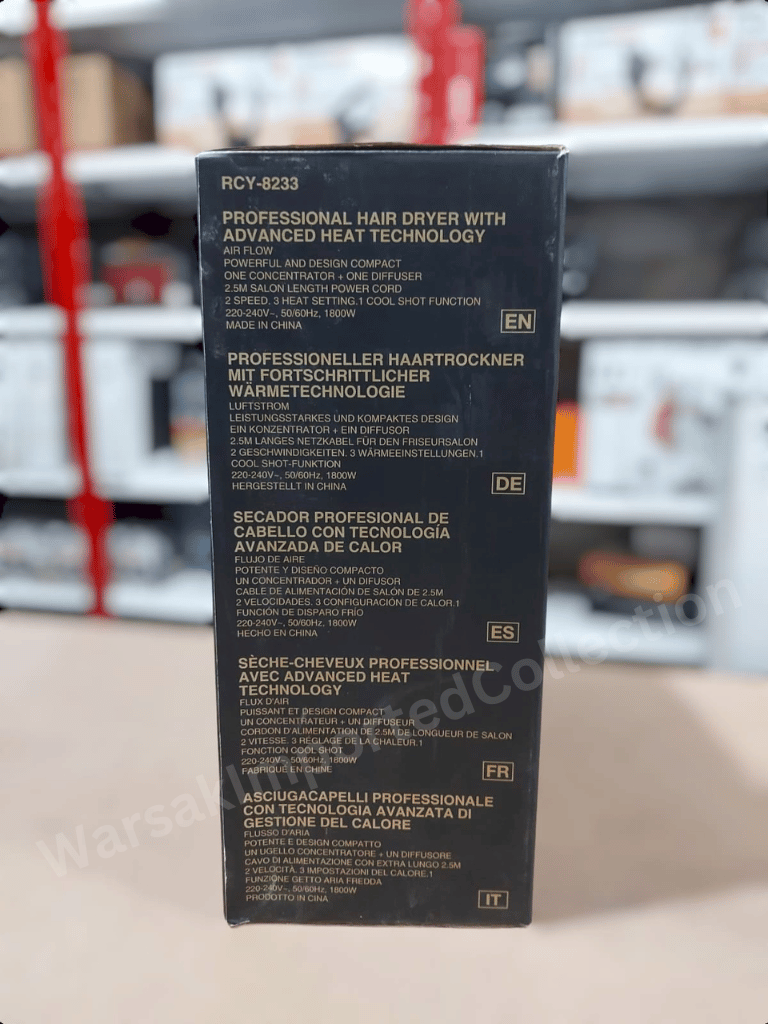 RCY-8233
PROFESSIONAL HAIR DRYER WITH
ADVANCED HEAT TECHNOLOGY
AIR FLOW
POWERFUL AND DESIGN COMPACT
ONE CONCENTRATOR + ONE DIFFUSER
2.5M SALON LENGTH POWER CORD
2 SPEED. 3 HEAT SETTING.1 COOL SHOT FUNCTION
220-240V~, 50/60Hz, 1800W
MADE IN CHINA
EN
PROFESSIONELLER HAARTROCKNER
MIT FORTSCHRITTLICHER
WÄRMETECHNOLOGIE
LUFTSTROM
LEISTUNGSSTARKES UND KOMPAKTES DESIGN
EIN KONZENTRATOR + EIN DIFFUSOR
2.5M LANGES NETZKABEL FÜR DEN FRISEURSALON
2 GESCHWINDIGKEITEN. 3 WÄRMEEINSTELLUNGEN.1
COOL SHOT-FUNKTION
220-240V~, 50/60Hz, 1800W
HERGESTELLT IN CHINA
DE
SECADOR PROFESIONAL DE
CABELLO CON TECNOLOGÍA
AVANZADA DE CALOR
FLUJO DE AIRE
POTENTE Y DISEÑO COMPACTO
UN CONCENTRADOR + UN DIFUSOR
CABLE DE ALIMENTACIÓN DE SALÓN DE 2.5M
2 VELOCIDADES. 3 CONFIGURACIÓN DE CALOR.1
FUNCIÓN DE DISPARO FRÍO
220-240V~, 50/60Hz, 1800W
HECHO EN CHINA
ES
SÈCHE-CHEVEUX PROFESSIONNEL
AVEC ADVANCED HEAT
TECHNOLOGY
FLUX D'AIR
PUISSANT ET DESIGN COMPACT
UN CONCENTRATEUR + UN DIFFUSEUR
CORDON D'ALIMENTATION DE 2.5M DE LONGUEUR DE SALON
2 VITESSE. 3 RÉGLAGE DE LA CHALEUR.1
FONCTION COOL SHOT
220-240V~, 50/60Hz, 1800W
FABRIQUÉ EN CHINE
FR
ASCIUGACAPELLI PROFESSIONALE
CON TECNOLOGIA AVANZATA DI
GESTIONE DEL CALORE
FLUSSO D'ARIA
POTENTE E DESIGN COMPATTO
UN UGELLO CONCENTRATORE + UN DIFFUSORE
CAVO DI ALIMENTAZIONE CON EXTRA LUNGO 2.5M
2 VELOCITÀ. 3 IMPOSTAZIONI DEL CALORE.1
FUNZIONE GETTO ARIA FREDDA
220-240V~, 50/60Hz, 1800W
PRODOTTO IN CINA
IT
WarsakImportedCollection